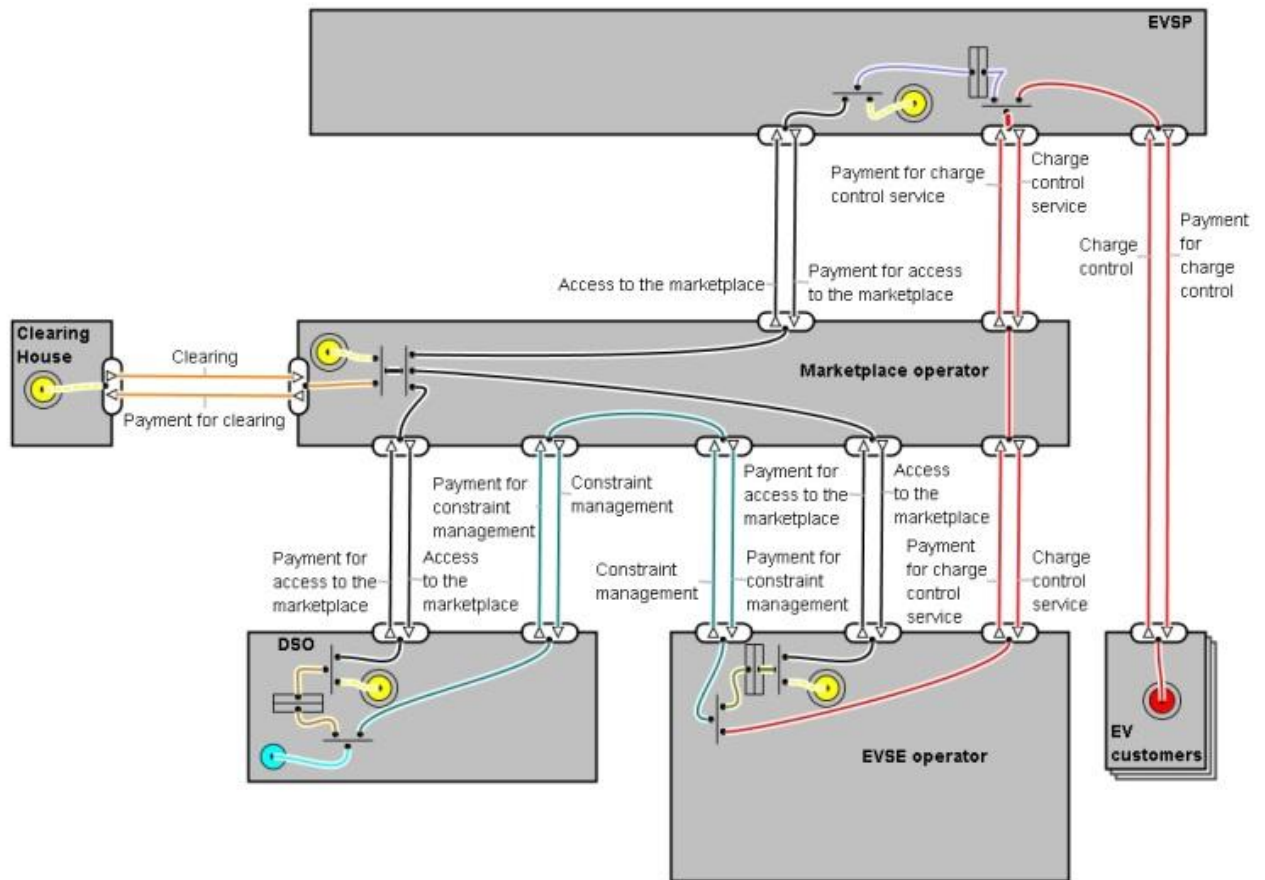 EVSP
Payment for charge
control service
Charge
control
service
Charge
control
Payment
for
charge
control
Access to the marketplace
Payment for access
to the marketplace
Clearing
House
Clearing
Payment for clearing
Marketplace operator
Payment for
constraint
management
Constraint
management
Payment for
access to the
marketplace
Access
to the
marketplace
Payment for
access to the
marketplace
Access
to the
marketplace
Constraint
management
Payment for
constraint
management
Payment
for charge
control
service
Charge
control
service
DSO
EVSE operator
EV
customers